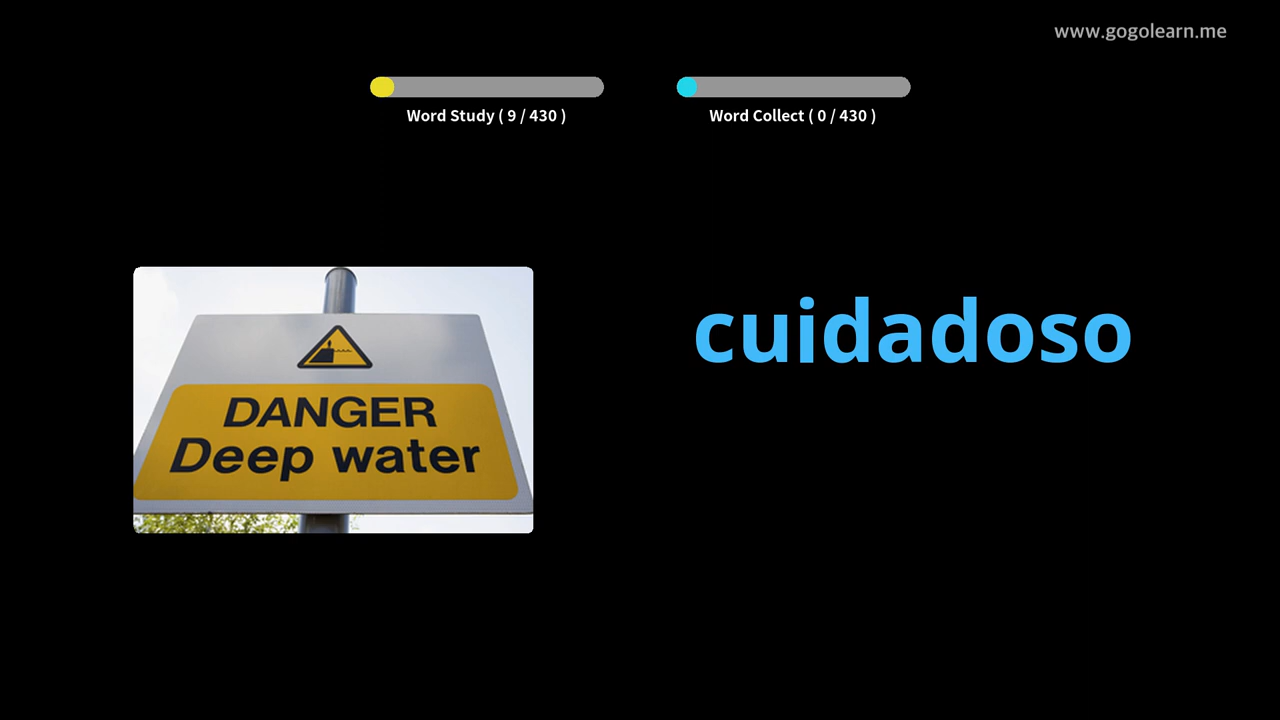 www.gogolearn.me
Word Study ( 9 / 430 )
Word Collect ( 0 / 430 )
DANGER
Deep water
cuidadoso